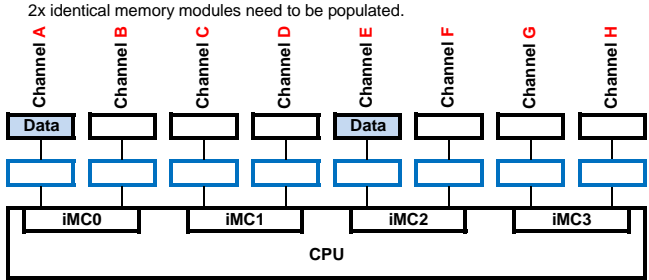 2x identical memory modules need to be populated.
Channel A
Channel B
Channel C
Channel D
Channel E
Channel F
Channel G
Channel H
Data
Data
iMC0
iMC1
iMC2
iMC3
CPU